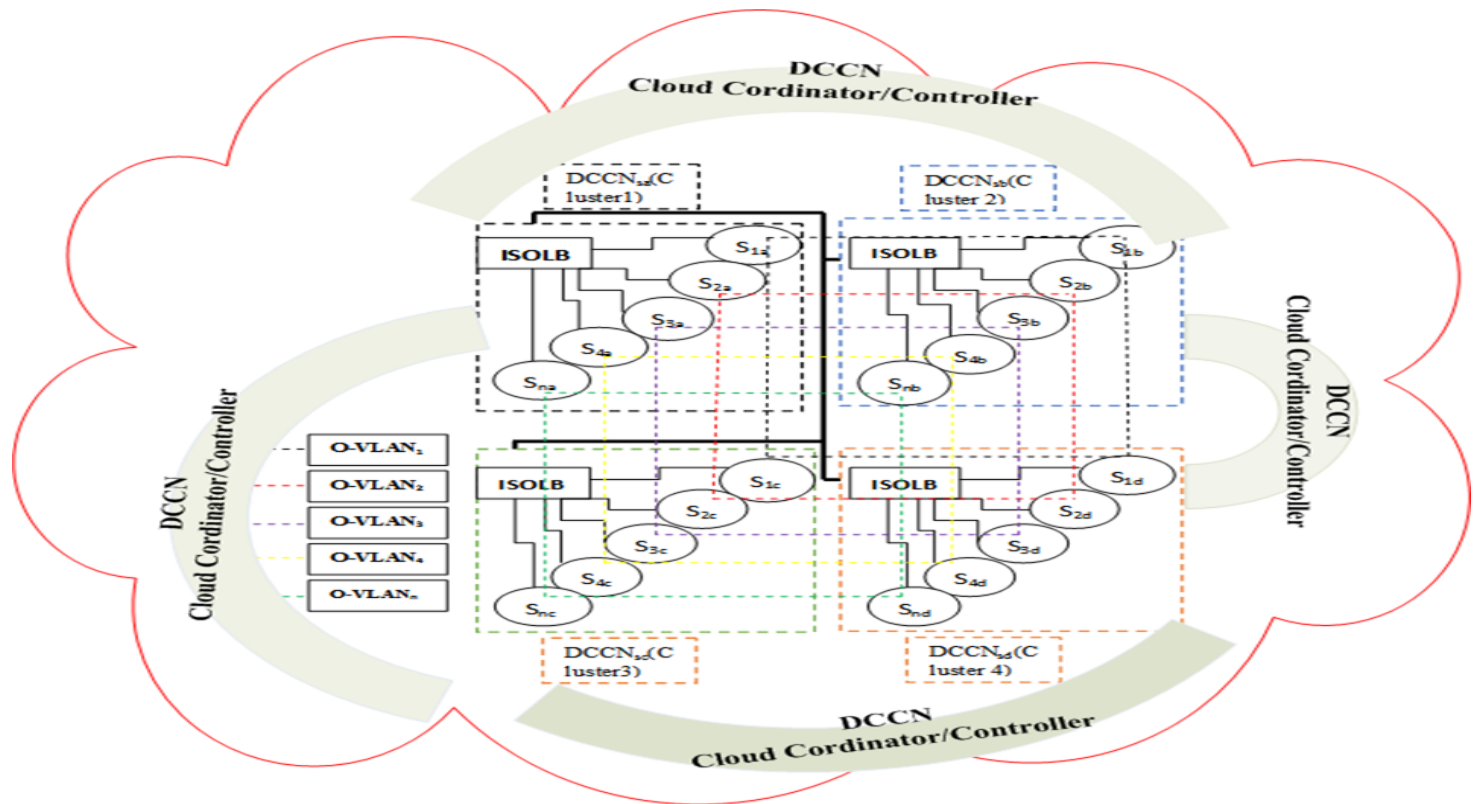 DCCN
Cloud Cordinator/Controller
DCCNₛₐ(C
luster1)
DCCNₛb(C
luster 2)
ISOLB
S₁ₐ
S₂ₐ
S₃ₐ
S₄ₐ
Sₙₐ
ISOLB
S₁b
S₂b
S₃b
S₄b
Sₙb
DCCN
Cloud Cordinator/Controller
DCCN
Cloud Cordinator/Controller
O-VLAN₁
O-VLAN₂
O-VLAN₃
O-VLAN₄
O-VLANₙ
ISOLB
S₁c
S₂c
S₃c
S₄c
Sₙc
ISOLB
S₁d
S₂d
S₃d
S₄d
Sₙd
DCCNₛc(C
luster3)
DCCNₛd(C
luster 4)
DCCN
Cloud Cordinator/Controller